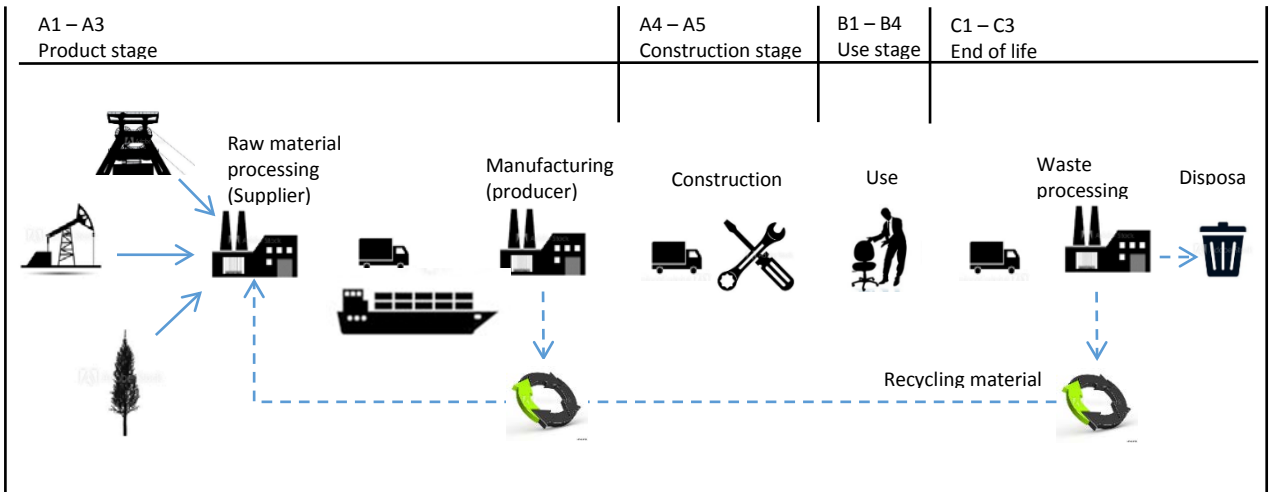 A1 – A3
Product stage
A4 – A5
Construction stage
B1 – B4
Use stage
C1 – C3
End of life
Raw material
processing
(Supplier)
Manufacturing
(producer)
Construction
Use
Waste
processing
Disposa
Recycling material